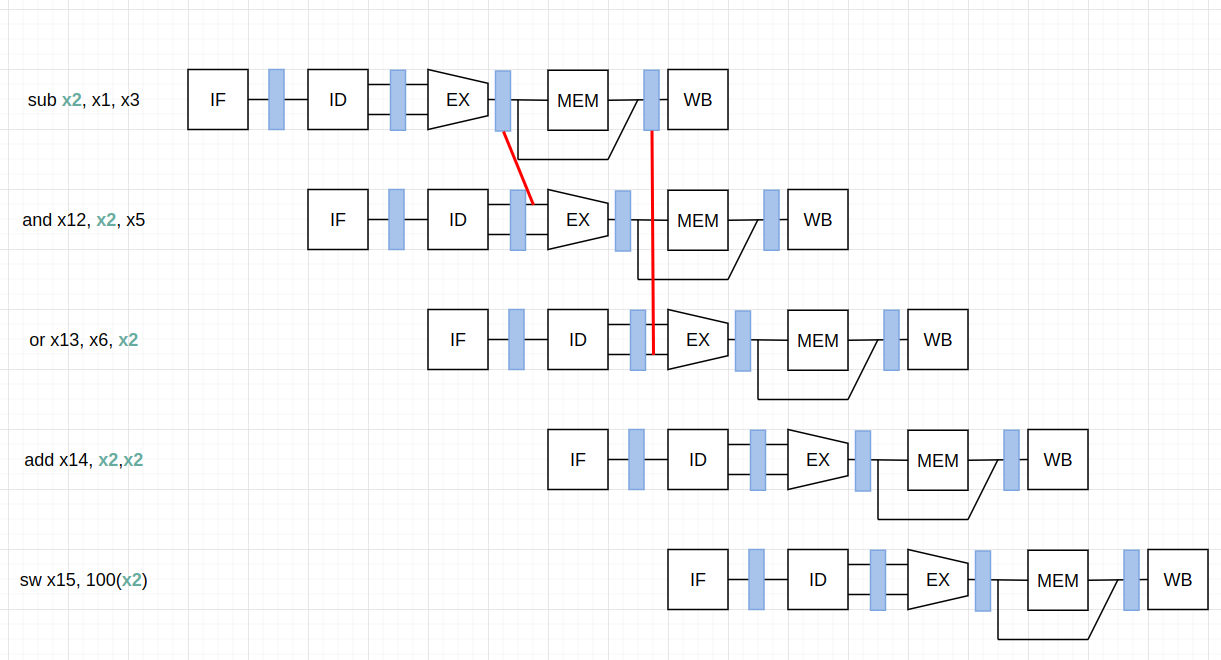 sub x2, x1, x3 IF ID EX MEM WB
and x12, x2, x5 IF ID EX MEM WB
or x13, x6, x2 IF ID EX MEM WB
add x14, x2,x2 IF ID EX MEM WB
sw x15, 100(x2) IF ID EX MEM WB